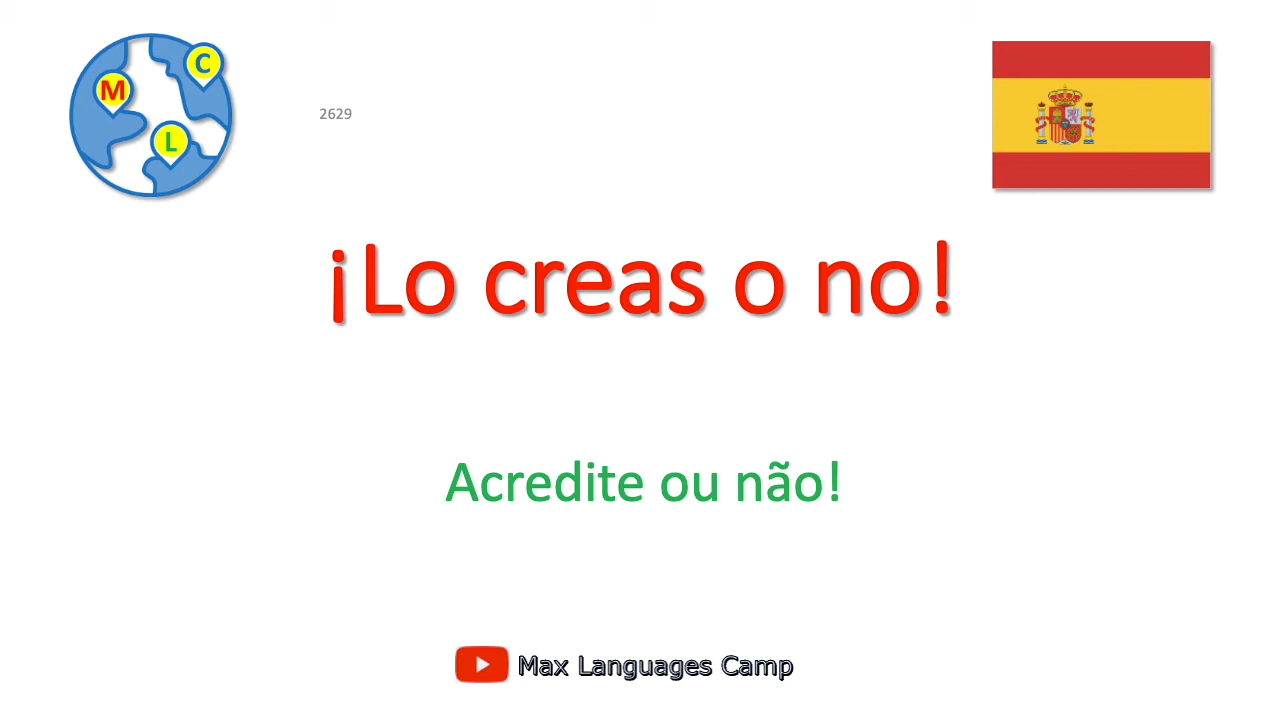 M
C
L
2629
¡Lo creas o no!
Acredite ou não!
Max Languages Camp